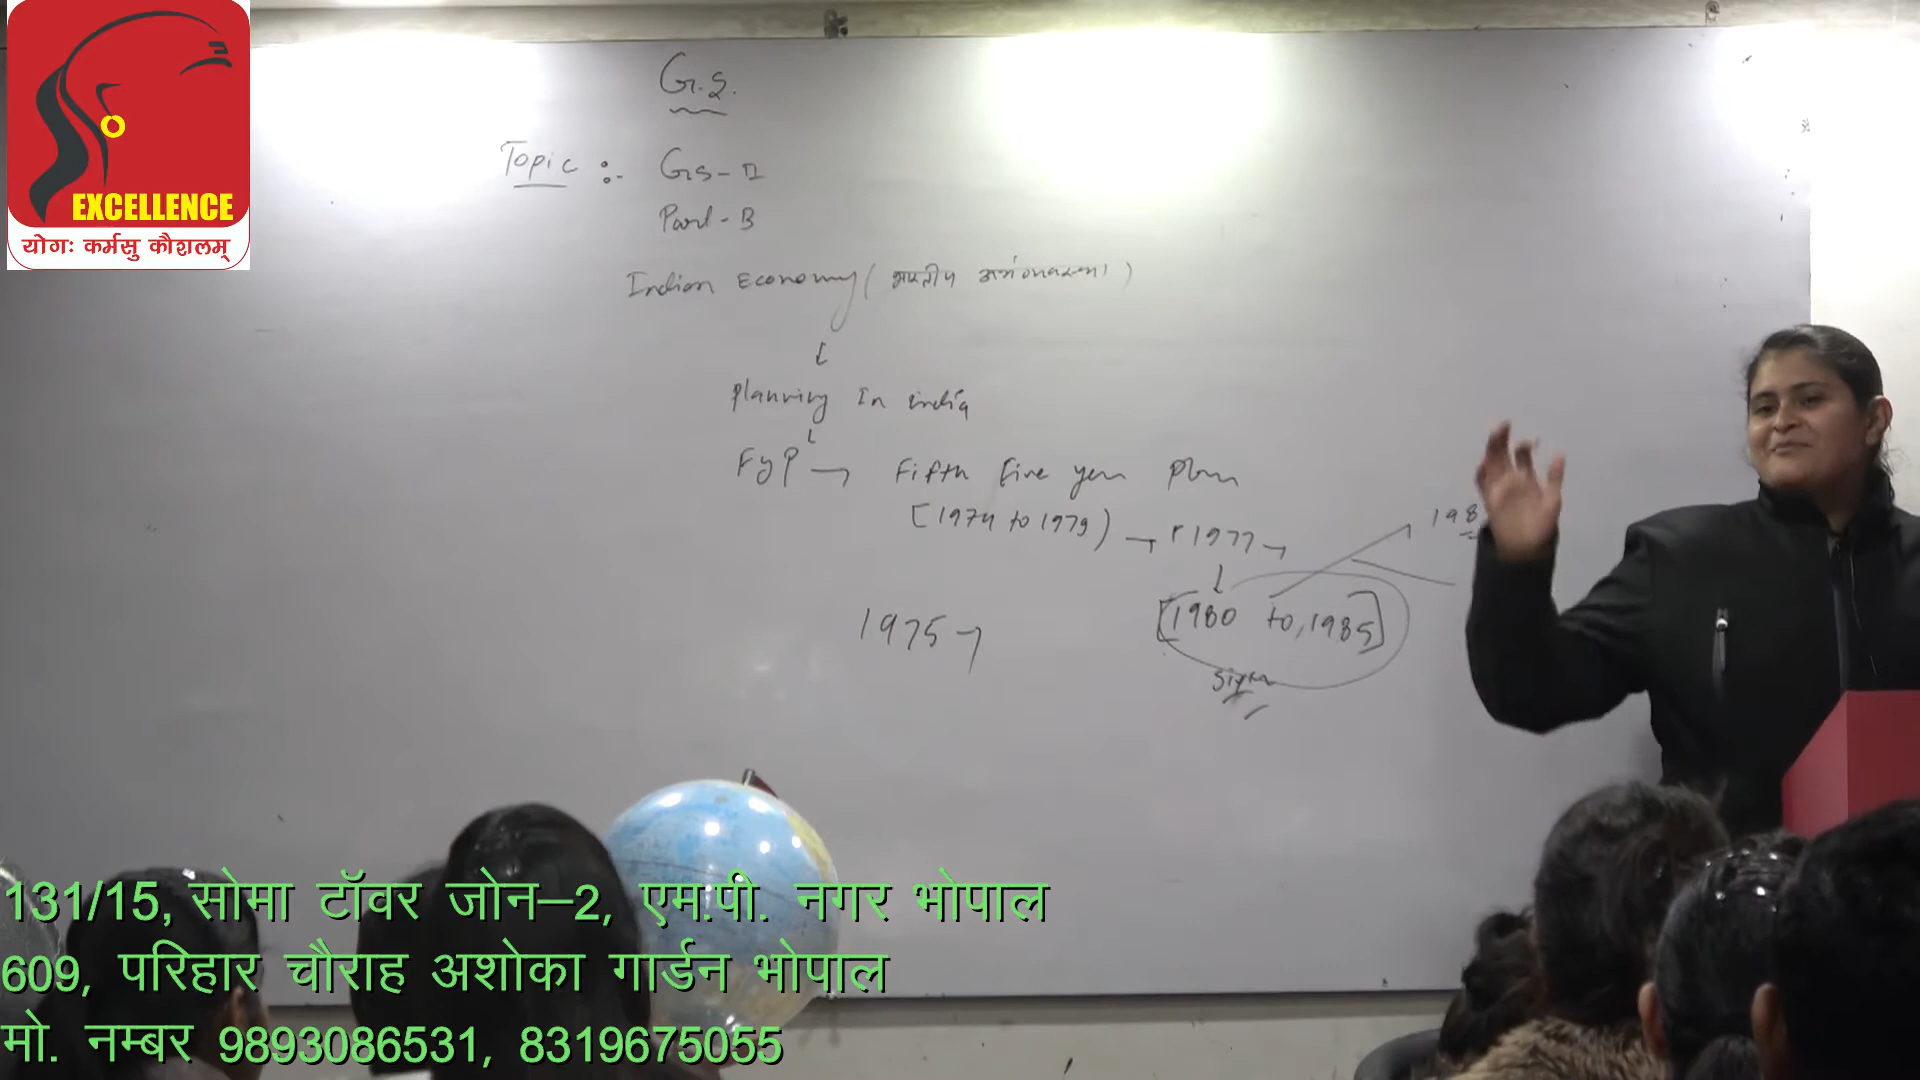 EXCELLENCE
योगः कर्मसु कौशलम्
G.S.
Topic :- GS-II
Part-B
Indian Economy (भारतीय अर्थव्यवस्था)
Planning In india
FYP → Fifth Five year plan
[1974 to 1979) → 1977 →
198
[1980 to, 1985]
1975 →
131/15, सोमा टॉवर जोन–2, एम.पी. नगर भोपाल
609, परिहार चौराह अशोका गार्डन भोपाल
मो. नम्बर 9893086531, 8319675055